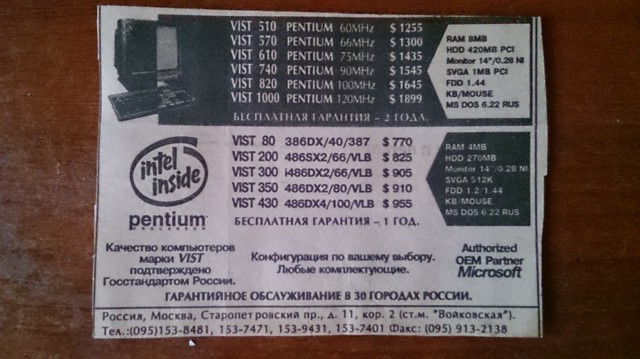 VIST 510 PENTIUM 60MHz $ 1255
VIST 570 PENTIUM 66MHz $ 1300
VIST 610 PENTIUM 75MHz $ 1435
VIST 740 PENTIUM 90MHz $ 1545
VIST 820 PENTIUM 100MHz $ 1645
VIST 1000 PENTIUM 120MHz $ 1899
БЕСПЛАТНАЯ ГАРАНТИЯ - 2 ГОДА.
RAM 8MB
HDD 420MB PCI
Monitor 14"/0.28 NI
SVGA 1MB PCI
FDD 1.44
KB/MOUSE
MS DOS 6.22 RUS
intel
inside
pentium
PROCESSOR
VIST 80 386DX/40/387 $ 770
VIST 200 486SX2/66/VLB $ 825
VIST 300 i486DX2/66/VLB $ 905
VIST 350 486DX2/80/VLB $ 910
VIST 430 486DX4/100/VLB $ 955
БЕСПЛАТНАЯ ГАРАНТИЯ - 1 ГОД.
RAM 4MB
HDD 270MB
Monitor 14"/0.28 NI
SVGA 512K
FDD 1.2/1.44
KB/MOUSE
MS DOS 6.22 RUS
Качество компьютеров
марки VIST
подтверждено
Госстандартом России.
Конфигурация по вашему выбору.
Любые комплектующие.
Authorized
OEM Partner
Microsoft
ГАРАНТИЙНОЕ ОБСЛУЖИВАНИЕ В 30 ГОРОДАХ РОССИИ.
Россия, Москва, Старопетровский пр., д. 11, кор. 2 (ст.м. "Войковская").
Тел.:(095)153-8481, 153-7471, 153-9431, 153-7401 Факс: (095) 913-2138